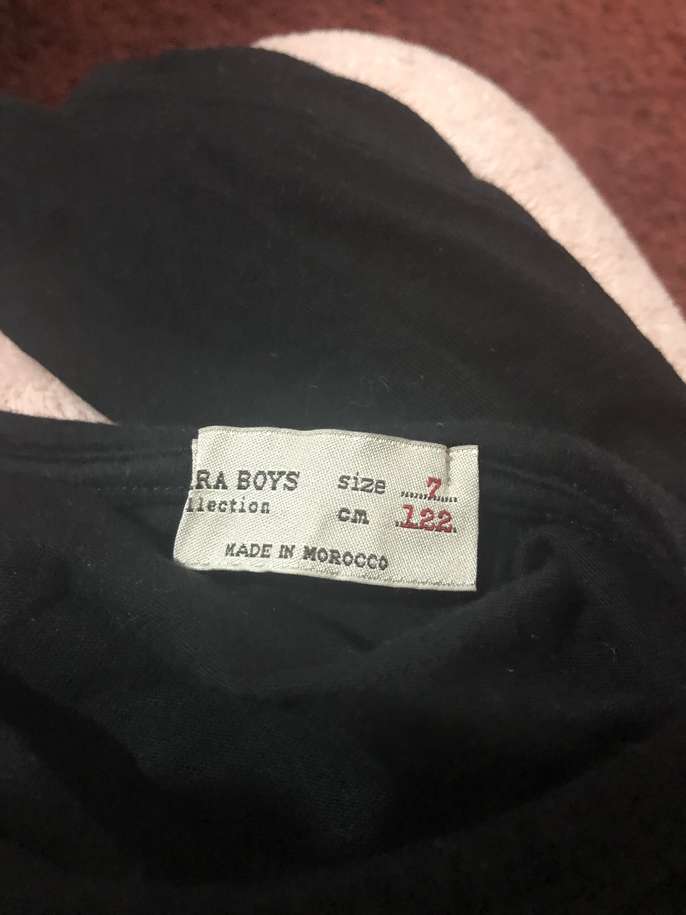 RA BOYS
llection
size 7
cm 122
MADE IN MOROCCO